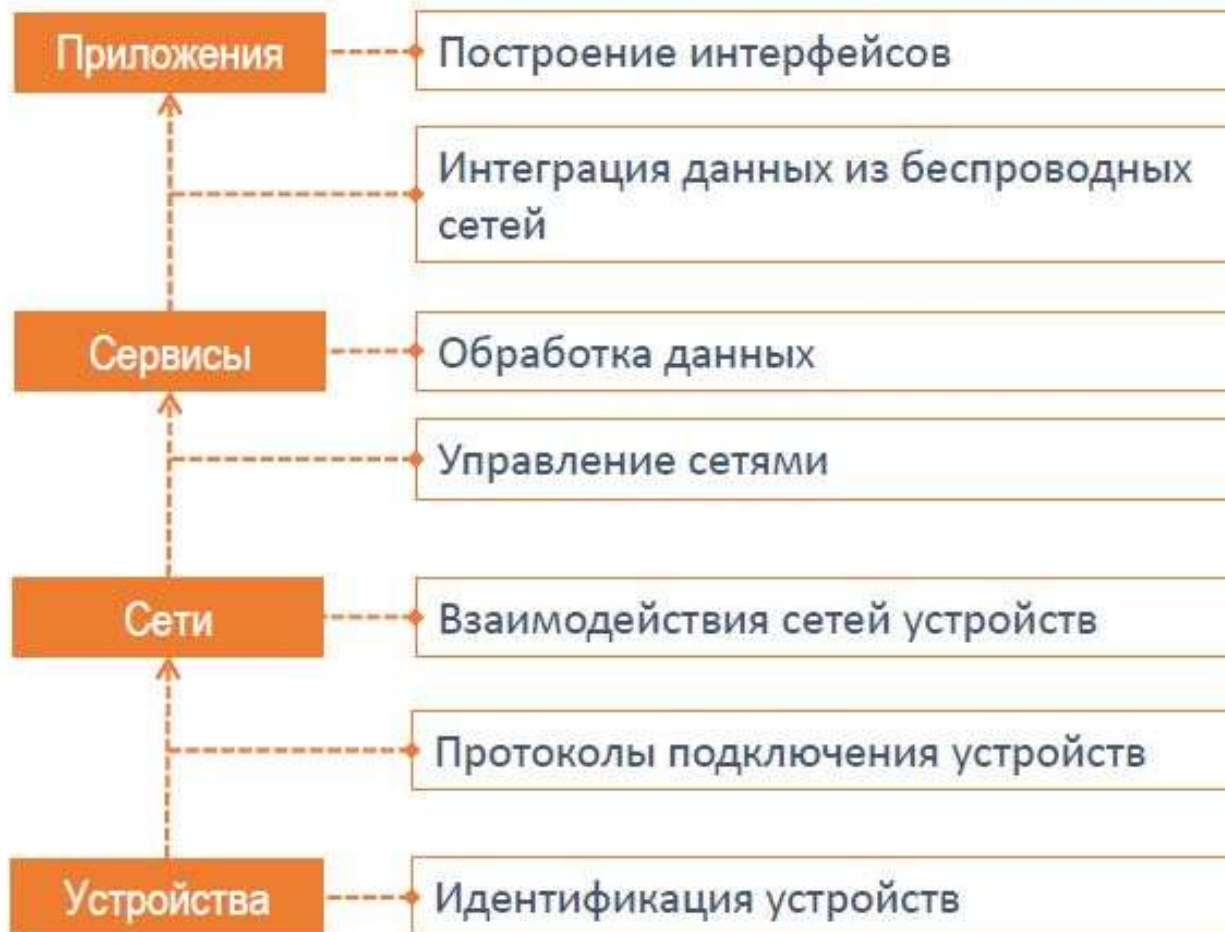 Приложения
Построение интерфейсов
Интеграция данных из беспроводных
сетей
Сервисы
Обработка данных
Управление сетями
Сети
Взаимодействия сетей устройств
Протоколы подключения устройств
Устройства
Идентификация устройств